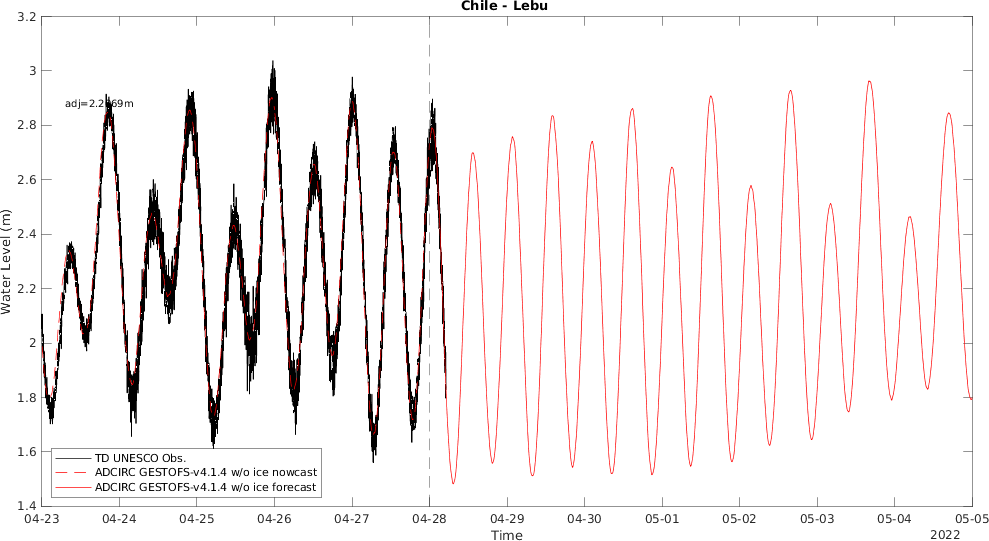 Chile - Lebu
3.2
3
2.8
2.6
2.4
2.2
2
1.8
1.6
1.4
Water Level (m)
TD UNESCO Obs.
ADCIRC GESTOFS-v4.1.4 w/o ice nowcast
ADCIRC GESTOFS-v4.1.4 w/o ice forecast
04-23 04-24 04-25 04-26 04-27 04-28 04-29 04-30 05-01 05-02 05-03 05-04 05-05
Time
2022